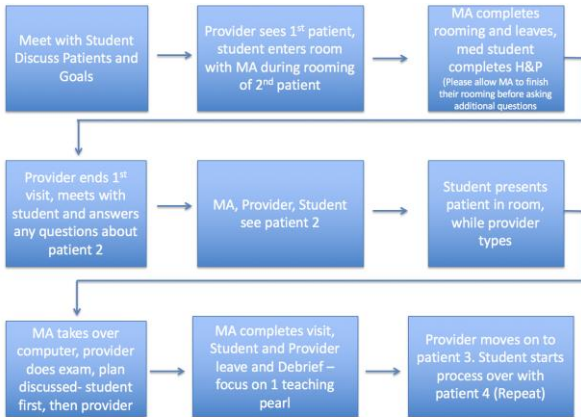 Meet with Student
Discuss Patients and
Goals
Provider sees 1st patient,
student enters room
with MA during rooming
of 2nd patient
MA completes
rooming and leaves,
med student
completes H&P
(Please allow MA to finish
their rooming before asking
additional questions
Provider ends 1st
visit, meets with
student and answers
any questions about
patient 2
MA, Provider, Student
see patient 2
Student presents
patient in room,
while provider
types
MA takes over
computer, provider
does exam, plan
discussed- student
first, then provider
MA completes visit,
Student and Provider
leave and Debrief –
focus on 1 teaching
pearl
Provider moves on to
patient 3. Student starts
process over with
patient 4 (Repeat)